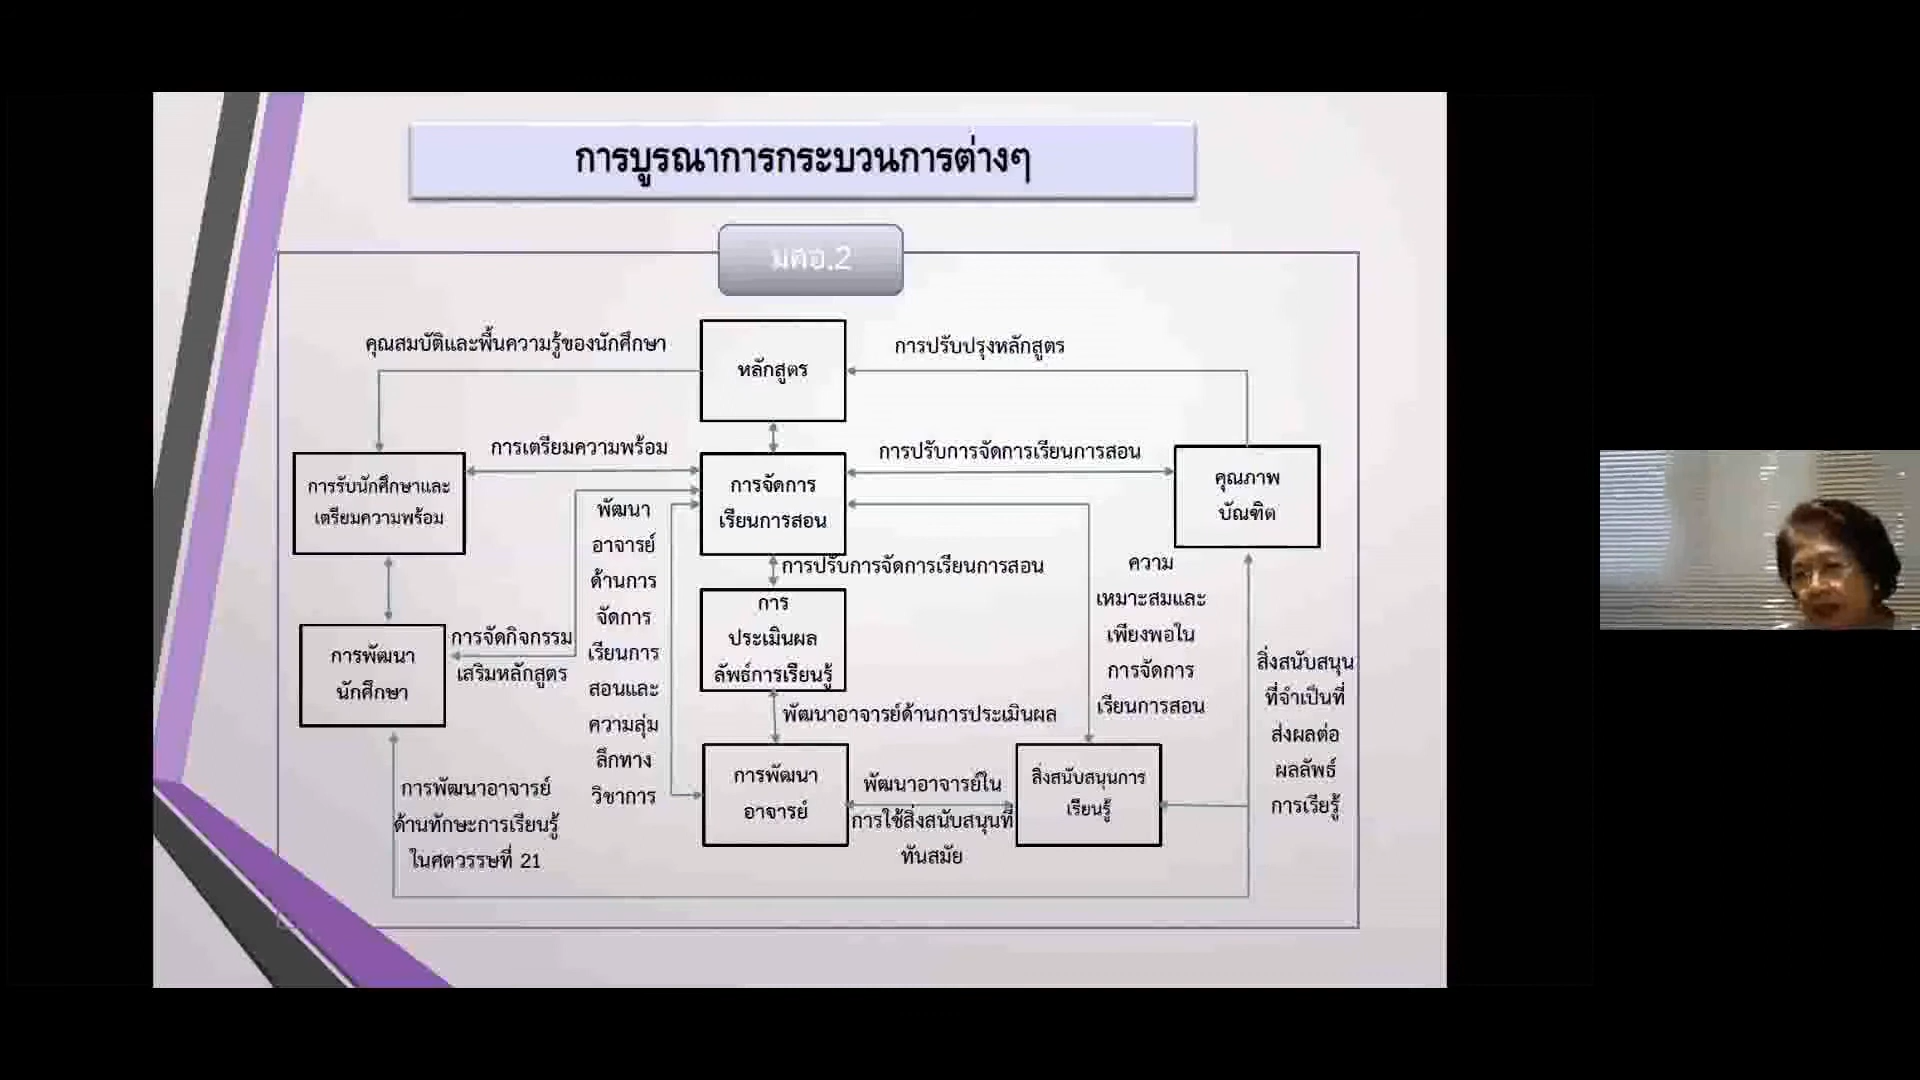 การบูรณาการกระบวนการต่างๆ
มคอ.2
คุณสมบัติและพื้นความรู้ของนักศึกษา
หลักสูตร
การปรับปรุงหลักสูตร
การรับนักศึกษาและ
เตรียมความพร้อม
การเตรียมความพร้อม
การจัดการ
เรียนการสอน
การปรับการจัดการเรียนการสอน
คุณภาพ
บัณฑิต
การปรับการจัดการเรียนการสอน
การ
ประเมินผล
ลัพธ์การเรียนรู้
การพัฒนา
นักศึกษา
การจัดกิจกรรม
เสริมหลักสูตร
พัฒนา
อาจารย์
ด้านการ
จัดการ
เรียนการ
สอนและ
ความลุ่ม
ลึกทาง
วิชาการ
ความ
เหมาะสมและ
เพียงพอใน
การจัดการ
เรียนการสอน
สิ่งสนับสนุน
ที่จำเป็นที่
ส่งผลต่อ
ผลลัพธ์
การเรียรู้
พัฒนาอาจารย์ด้านการประเมินผล
การพัฒนาอาจารย์
ด้านทักษะการเรียนรู้
ในศตวรรษที่ 21
การพัฒนา
อาจารย์
พัฒนาอาจารย์ใน
การใช้สิ่งสนับสนุนที่
ทันสมัย
สิ่งสนับสนุนการ
เรียนรู้